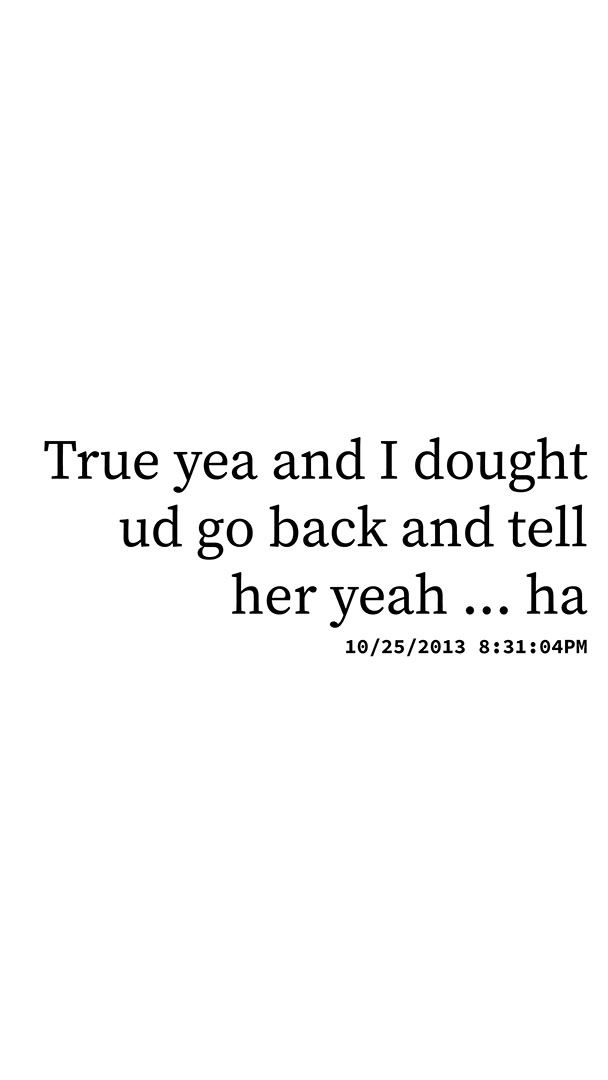 True yea and I dought
ud go back and tell
her yeah ... ha
10/25/2013 8:31:04PM